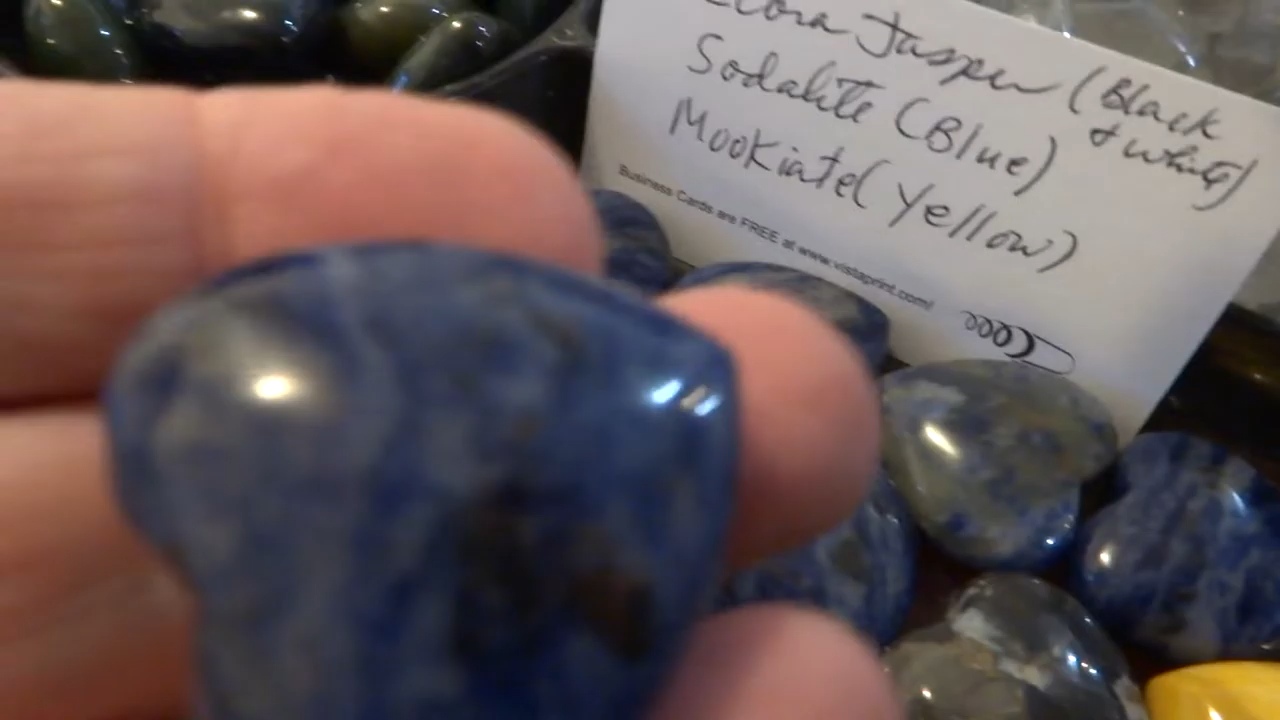 Jasper (Black
& white)
Sodalite (Blue)
Mookiate (Yellow)
Business Cards are FREE at www.vistaprint.com!